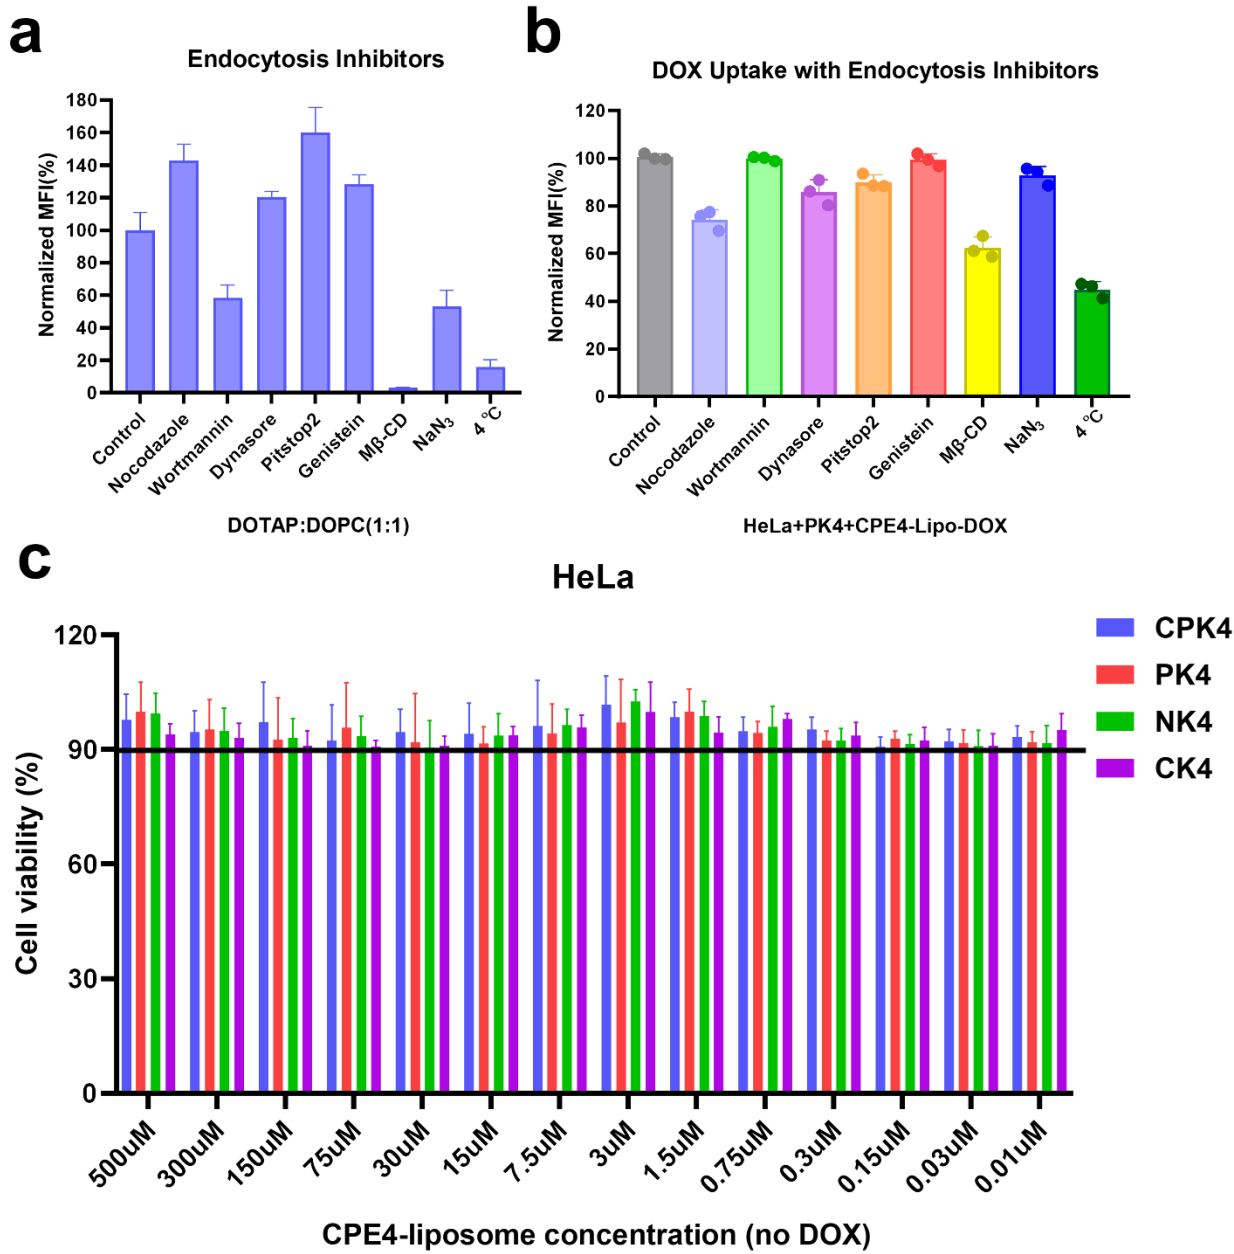 a
Endocytosis Inhibitors
Normalized MFI(%)
180
160
140
120
100
80
60
40
20
0
Control
Nocodazole
Wortmannin
Dynasore
Pitstop2
Genistein
Mβ-CD
NaN₃
4 °C
DOTAP:DOPC(1:1)
b
DOX Uptake with Endocytosis Inhibitors
Normalized MFI(%)
120
100
80
60
40
20
0
Control
Nocodazole
Wortmannin
Dynasore
Pitstop2
Genistein
Mβ-CD
NaN₃
4 °C
HeLa+PK4+CPE4-Lipo-DOX
c
HeLa
Cell viability (%)
120
90
60
30
0
500uM
300uM
150uM
75uM
30uM
15uM
7.5uM
3uM
1.5uM
0.75uM
0.3uM
0.15uM
0.03uM
0.01uM
CPE4-liposome concentration (no DOX)
CPK4
PK4
NK4
CK4